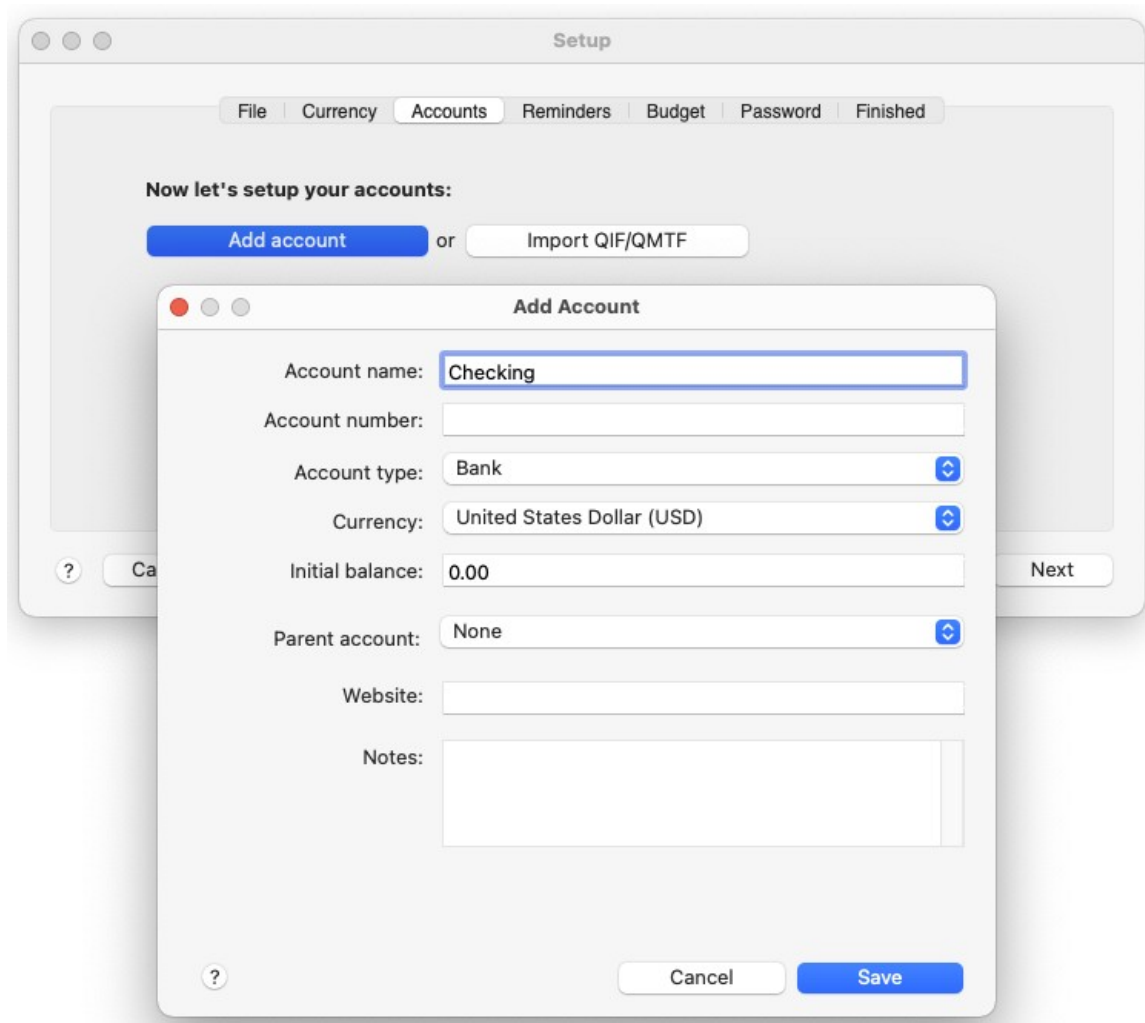 Setup
File Currency Accounts Reminders Budget Password Finished
Now let's setup your accounts:
Add account or Import QIF/QMTF
Add Account
Account name: Checking
Account number:
Account type: Bank
Currency: United States Dollar (USD)
? Ca Initial balance: 0.00 Next
Parent account: None
Website:
Notes:
? Cancel Save